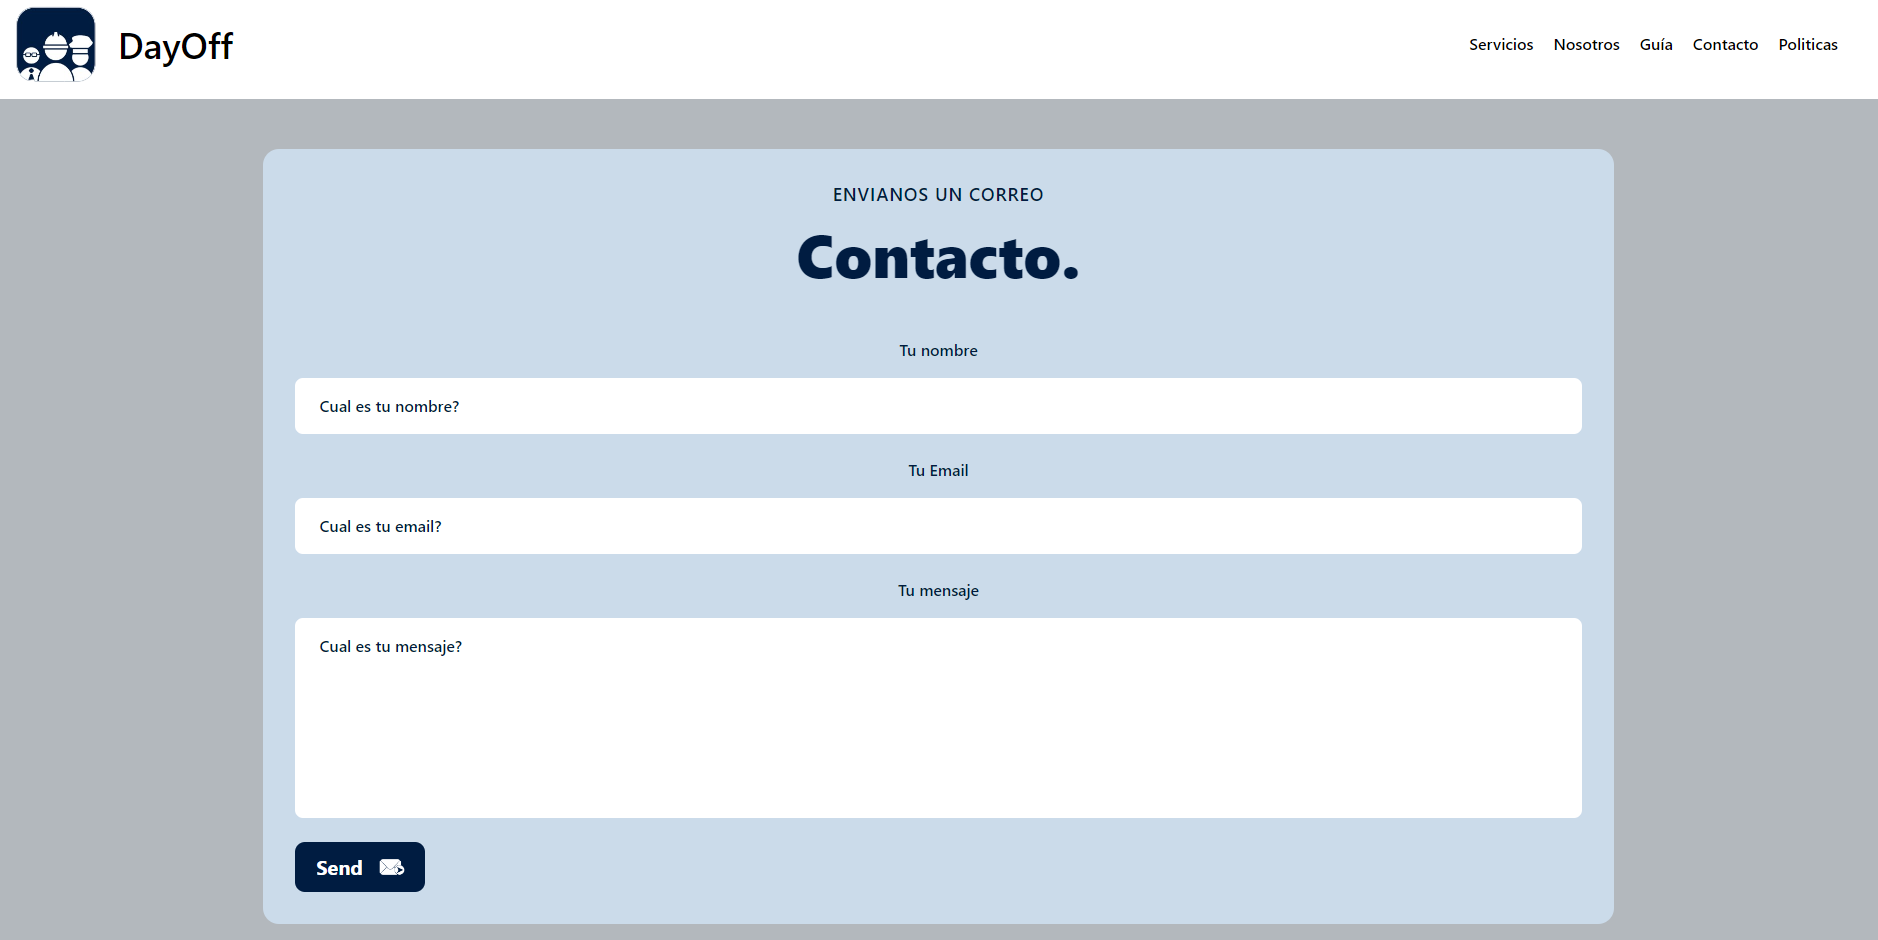 DayOff
Servicios Nosotros Guía Contacto Politicas
ENVIANOS UN CORREO
Contacto.
Tu nombre
Cual es tu nombre?
Tu Email
Cual es tu email?
Tu mensaje
Cual es tu mensaje?
Send